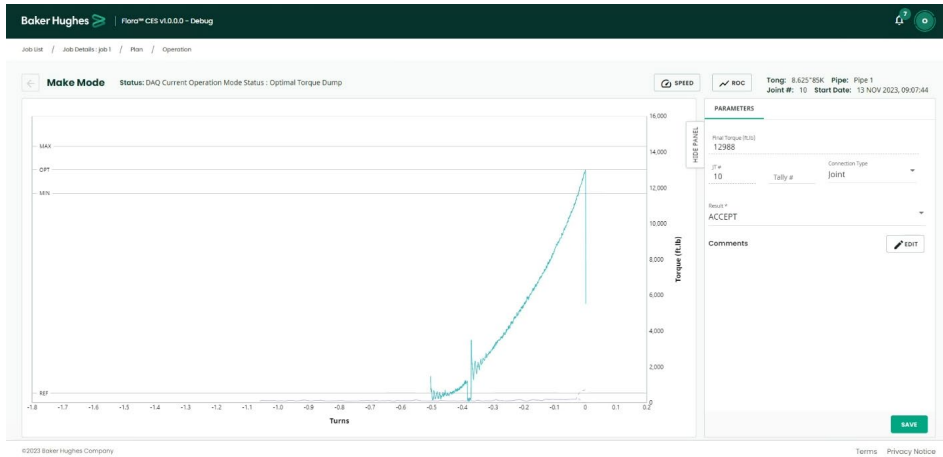 Baker Hughes Flora™ CES v1.0.0.0 - Debug
7
O
Job List / Job Details : job 1 / Plan / Operation
Make Mode
Status: DAQ Current Operation Mode Status : Optimal Torque Dump
SPEED
ROC
Tong: 8.625"85K Pipe: Pipe 1
Joint #: 10 Start Date: 13 NOV 2023, 09:07:44
MAX
OPT
MIN
REF
16,000
14,000
12,000
10,000
8,000
6,000
4,000
2,000
0
Torque (ft.lb)
-1.8 -1.7 -1.6 -1.5 -1.4 -1.3 -1.2 -1.1 -1.0 -0.9 -0.8 -0.7 -0.6 -0.5 -0.4 -0.3 -0.2 -0.1 0 0.1 0.2
Turns
HIDE PANEL
PARAMETERS
Final Torque (ft.lb)
12988
JT #
10
Tally #
Connection Type
Joint
Result *
ACCEPT
Comments
EDIT
SAVE
©2023 Baker Hughes Company
Terms Privacy Notice